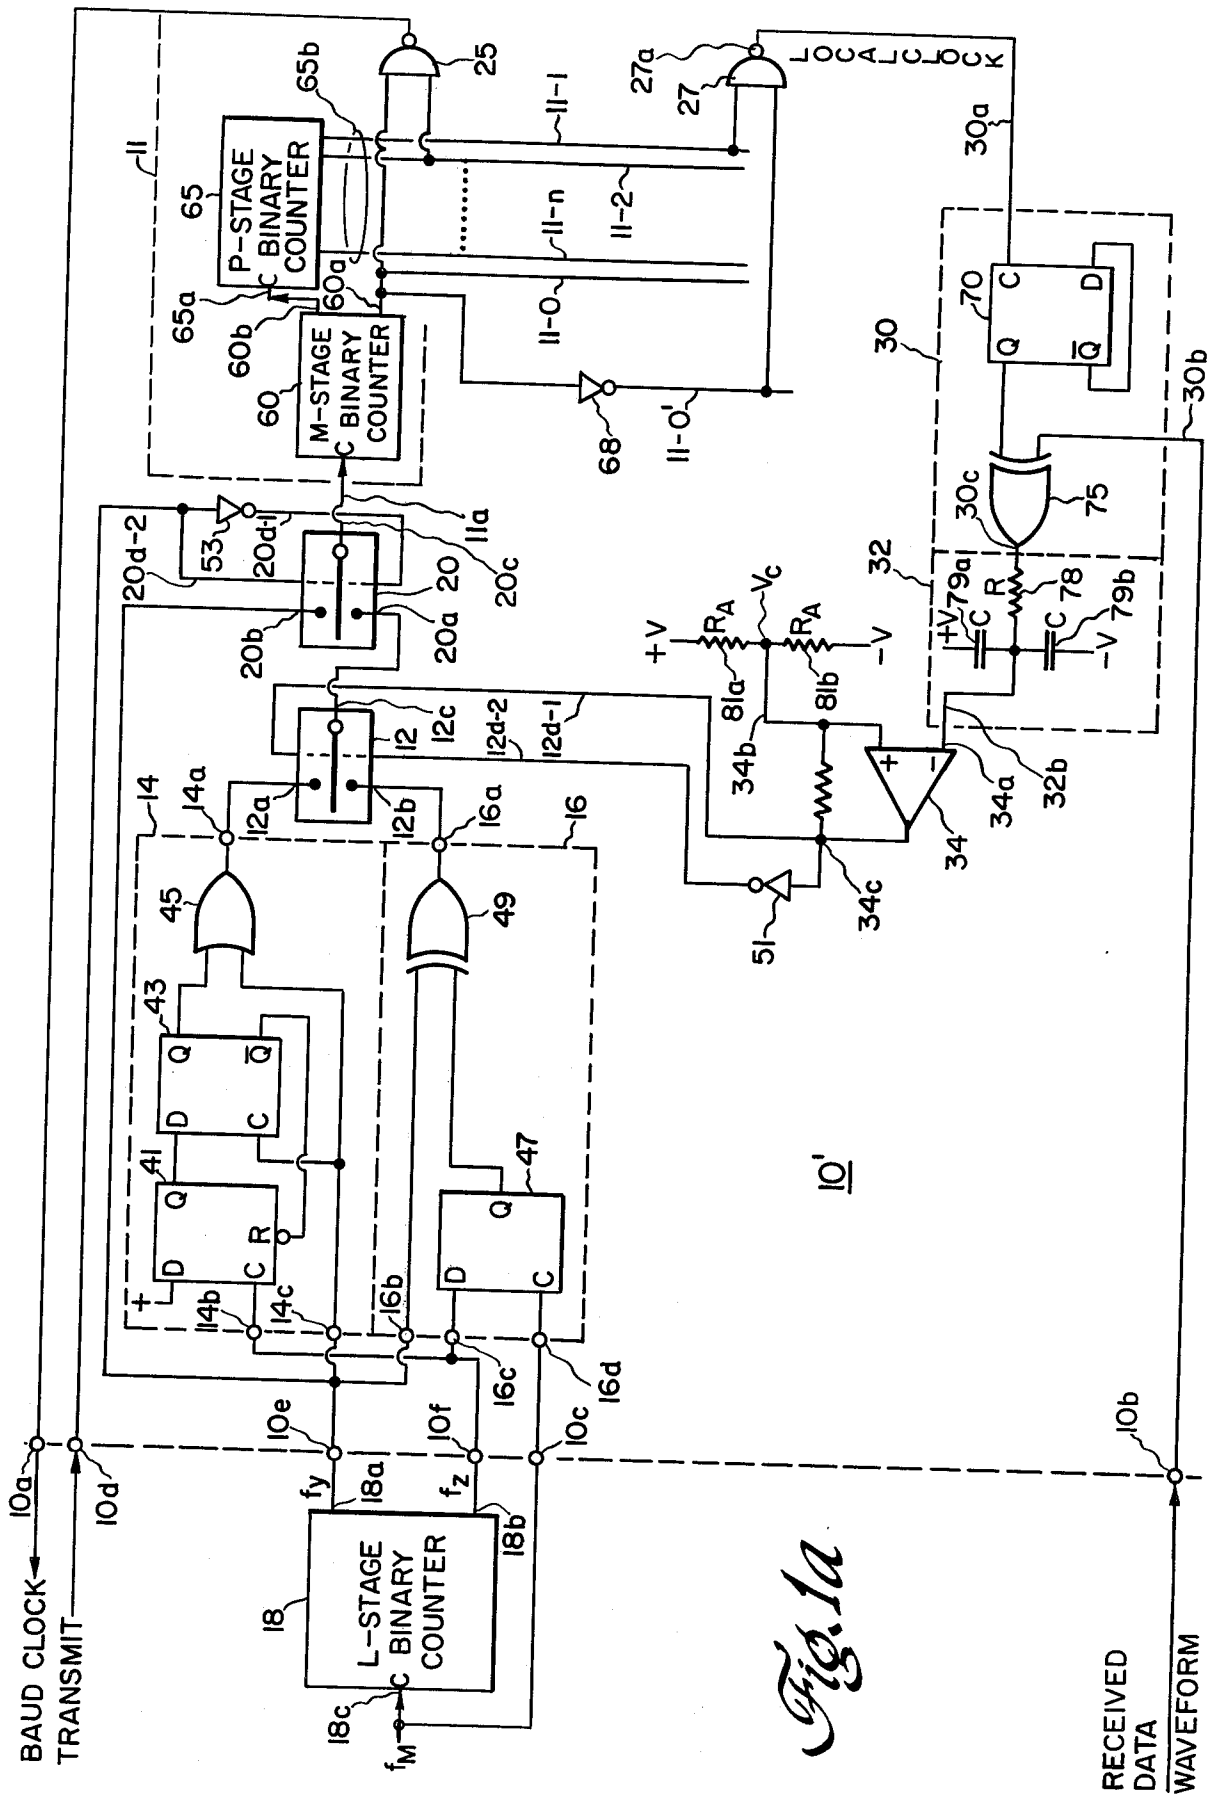 BAUD CLOCK
TRANSMIT
10a
10d
11
65
P-STAGE
BINARY
COUNTER
C
65a
65b
25
60b
60a
60
M-STAGE
BINARY
COUNTER
C
11-1
11-2
11-n
11-0
11-0'
68
27a
27
LOCAL CLOCK
30a
20d-2
53
20d-1
20b
20
20a
20c
11a
14
14a
12a
12
12c
12b
12d-2
12d-1
16a
16
45
43
D
Q
C
Q̅
41
D
Q
C
R
+
14b
14c
16b
16c
16d
49
47
D
Q
C
18
L-STAGE
BINARY
COUNTER
C
18c
fM
fy
18a
fz
18b
10e
10f
10c
+V
RA
81a
VC
RA
81b
-V
34b
+
−
34
34a
34c
51
32b
32
30
70
Q
C
Q̅
D
30c
75
30b
+V
79a
C
R
78
C
79b
-V
10'
10b
RECEIVED
DATA
WAVEFORM
Fig. 1a